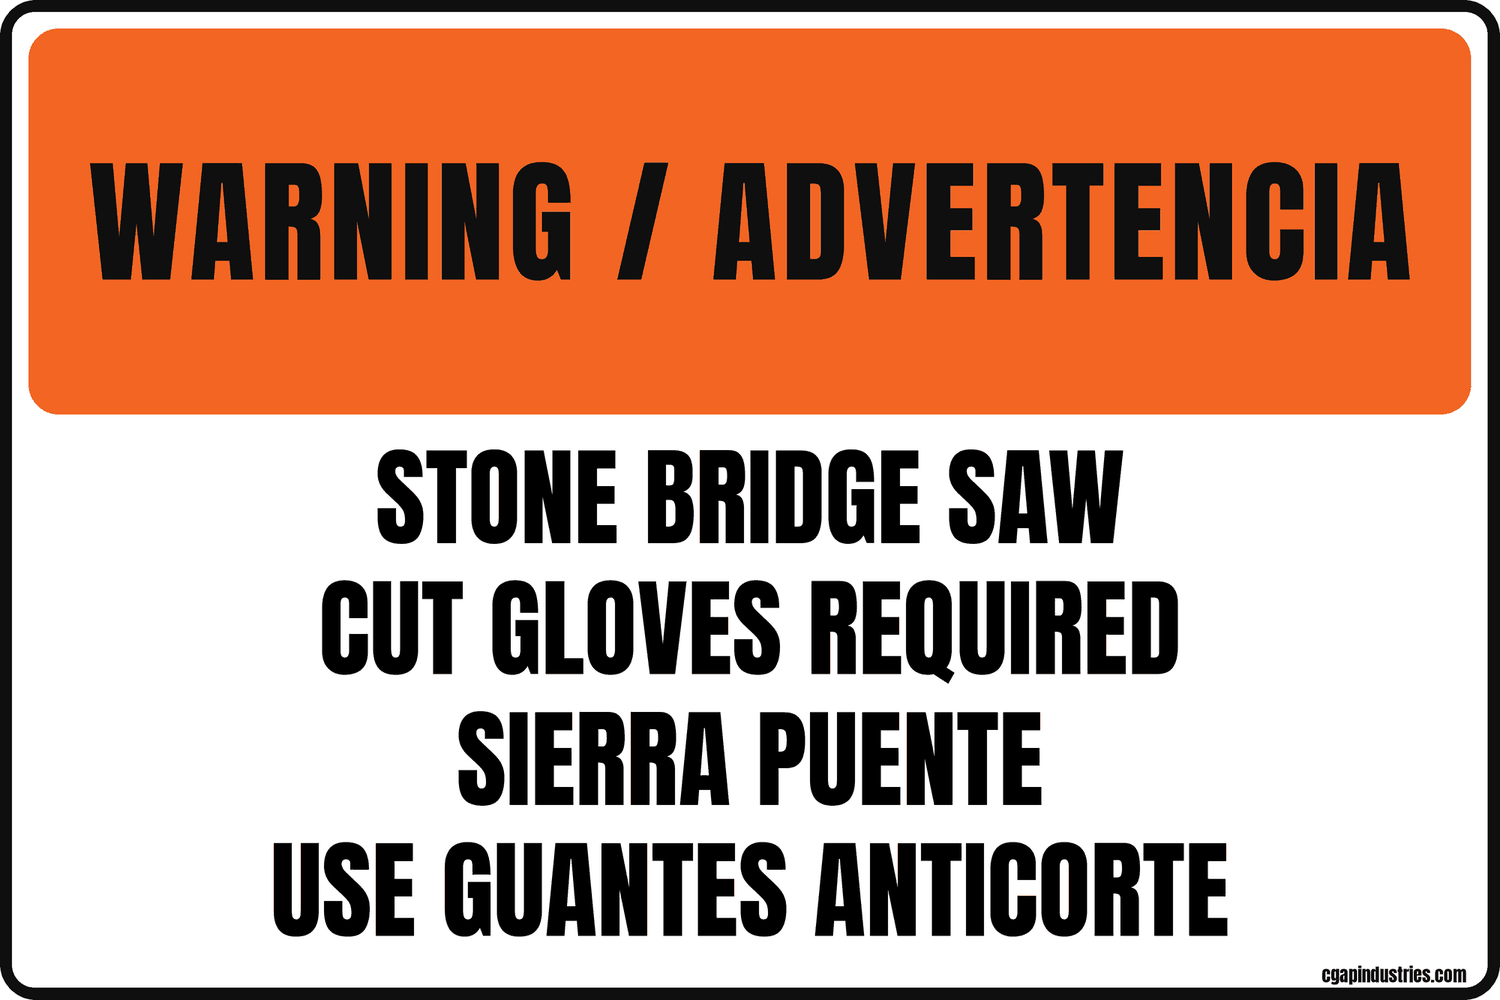 WARNING / ADVERTENCIA
STONE BRIDGE SAW
CUT GLOVES REQUIRED
SIERRA PUENTE
USE GUANTES ANTICORTE
cgapindustries.com